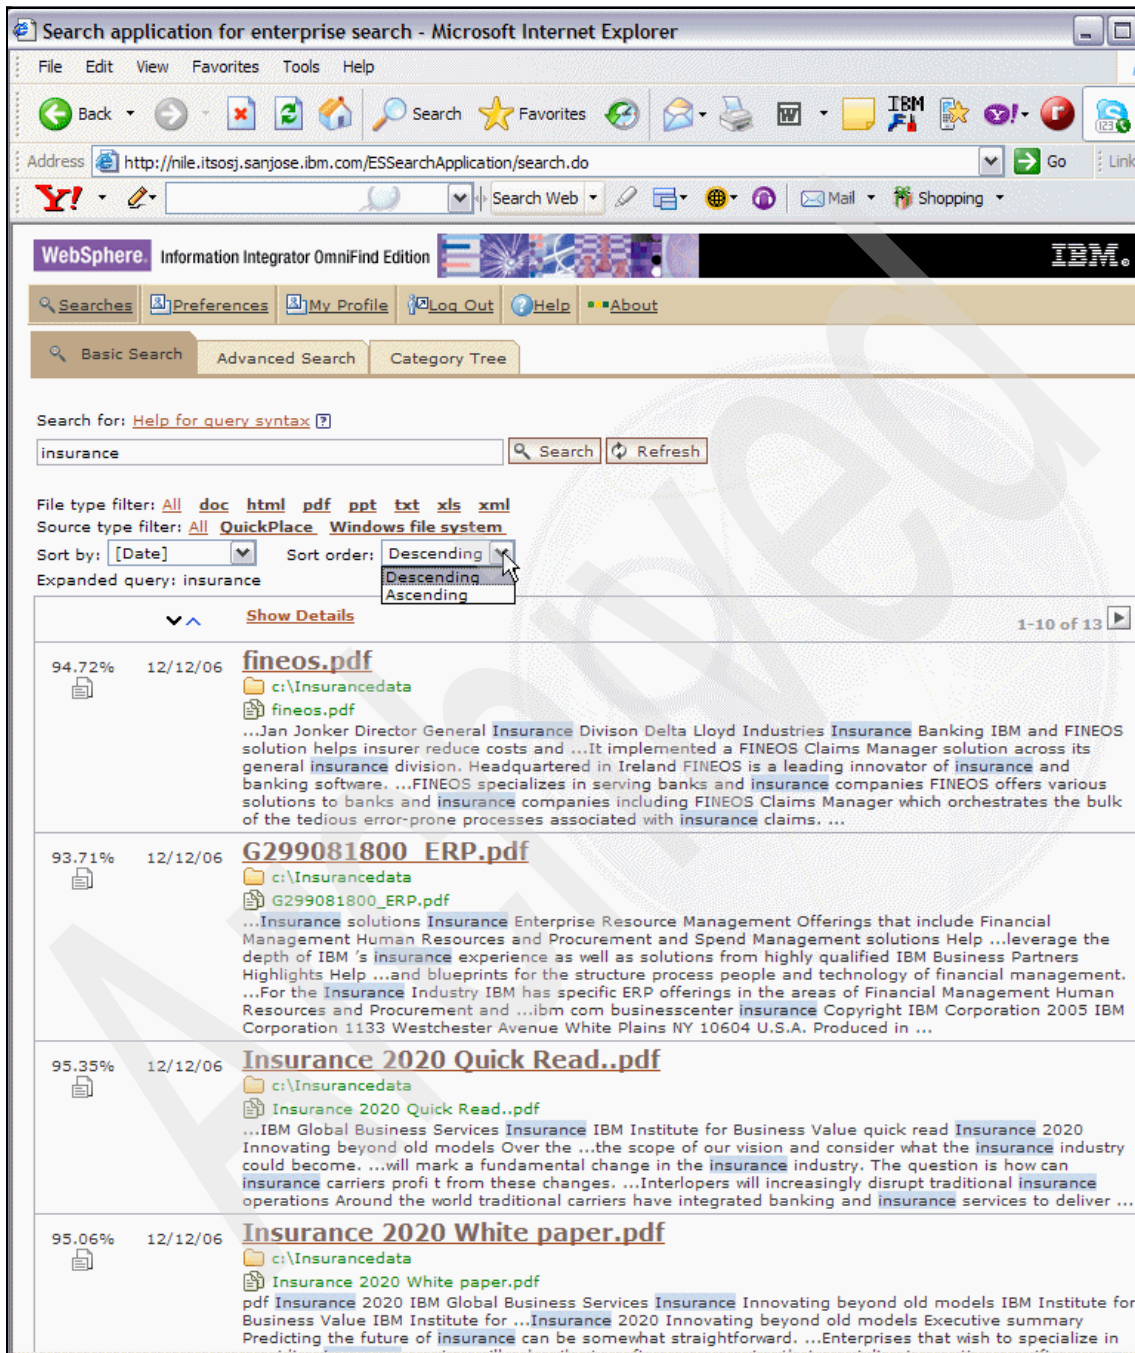 Search application for enterprise search - Microsoft Internet Explorer
File Edit View Favorites Tools Help
Back Search Favorites IBM
Address http://nile.itsosj.sanjose.ibm.com/ESSearchApplication/search.do Go Link
Y! Search Web Mail Shopping
WebSphere. Information Integrator OmniFind Edition IBM.
Searches Preferences My Profile Log Out Help About
Basic Search Advanced Search Category Tree
Search for: Help for query syntax ?
insurance Search Refresh
File type filter: All doc html pdf ppt txt xls xml
Source type filter: All QuickPlace Windows file system
Sort by: [Date] Sort order: Descending
Descending
Expanded query: insurance
Ascending
Show Details 1-10 of 13
94.72% 12/12/06 fineos.pdf
c:\Insurancedata
fineos.pdf
...Jan Jonker Director General Insurance Divison Delta Lloyd Industries Insurance Banking IBM and FINEOS
solution helps insurer reduce costs and ...It implemented a FINEOS Claims Manager solution across its
general insurance division. Headquartered in Ireland FINEOS is a leading innovator of insurance and
banking software. ...FINEOS specializes in serving banks and insurance companies FINEOS offers various
solutions to banks and insurance companies including FINEOS Claims Manager which orchestrates the bulk
of the tedious error-prone processes associated with insurance claims. ...
93.71% 12/12/06 G299081800_ERP.pdf
c:\Insurancedata
G299081800_ERP.pdf
...Insurance solutions Insurance Enterprise Resource Management Offerings that include Financial
Management Human Resources and Procurement and Spend Management solutions Help ...leverage the
depth of IBM 's insurance experience as well as solutions from highly qualified IBM Business Partners
Highlights Help ...and blueprints for the structure process people and technology of financial management.
...For the Insurance Industry IBM has specific ERP offerings in the areas of Financial Management Human
Resources and Procurement and ...ibm com businesscenter insurance Copyright IBM Corporation 2005 IBM
Corporation 1133 Westchester Avenue White Plains NY 10604 U.S.A. Produced in ...
95.35% 12/12/06 Insurance 2020 Quick Read..pdf
c:\Insurancedata
Insurance 2020 Quick Read..pdf
...IBM Global Business Services Insurance IBM Institute for Business Value quick read Insurance 2020
Innovating beyond old models Over the ...the scope of our vision and consider what the insurance industry
could become. ...will mark a fundamental change in the insurance industry. The question is how can
insurance carriers profi t from these changes. ...Interlopers will increasingly disrupt traditional insurance
operations Around the world traditional carriers have integrated banking and insurance services to deliver ...
95.06% 12/12/06 Insurance 2020 White paper.pdf
c:\Insurancedata
Insurance 2020 White paper.pdf
pdf Insurance 2020 IBM Global Business Services Insurance Innovating beyond old models IBM Institute for
Business Value IBM Institute for ...Insurance 2020 Innovating beyond old models Executive summary
Predicting the future of insurance can be somewhat straightforward. ...Enterprises that wish to specialize in